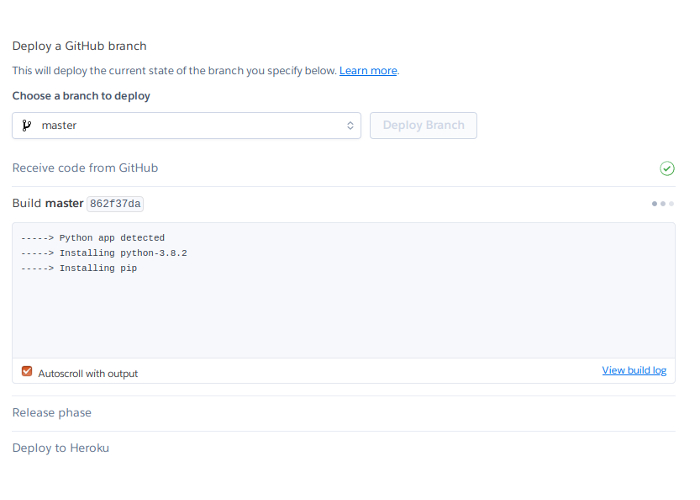 Deploy a GitHub branch
This will deploy the current state of the branch you specify below. Learn more.
Choose a branch to deploy
master
Deploy Branch
Receive code from GitHub
Build master 862f37da
-----> Python app detected
-----> Installing python-3.8.2
-----> Installing pip
Autoscroll with output
View build log
Release phase
Deploy to Heroku